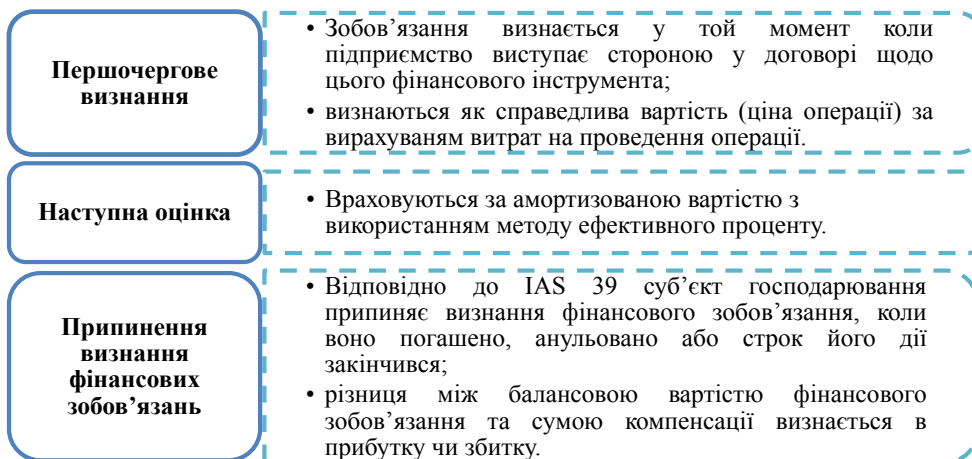 Першочергове
визнання
• Зобов’язання визнається у той момент коли
підприємство виступає стороною у договорі щодо
цього фінансового інструмента;
• визнаються як справедлива вартість (ціна операції) за
вирахуваням витрат на проведення операції.
Наступна оцінка
• Враховуються за амортизованою вартістю з
використанням методу ефективного проценту.
Припинення
визнання
фінансових
зобов’язань
• Відповідно до IAS 39 суб’єкт господарювання
припиняє визнання фінансового зобов’язання, коли
воно погашено, анульовано або строк його дії
закінчився;
• різниця між балансовою вартістю фінансового
зобов’язання та сумою компенсації визнається в
прибутку чи збитку.